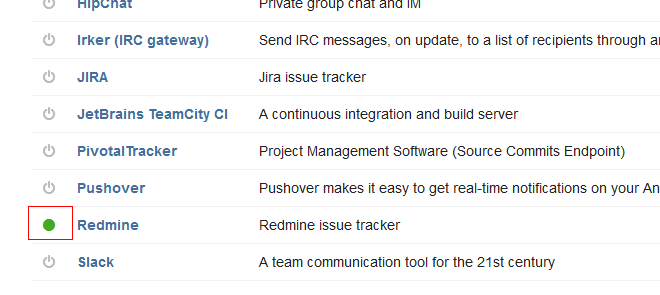 HipChat Private group chat and IM
Irker (IRC gateway) Send IRC messages, on update, to a list of recipients through
JIRA Jira issue tracker
JetBrains TeamCity CI A continuous integration and build server
PivotalTracker Project Management Software (Source Commits Endpoint)
Pushover Pushover makes it easy to get real-time notifications on your An
Redmine Redmine issue tracker
Slack A team communication tool for the 21st century